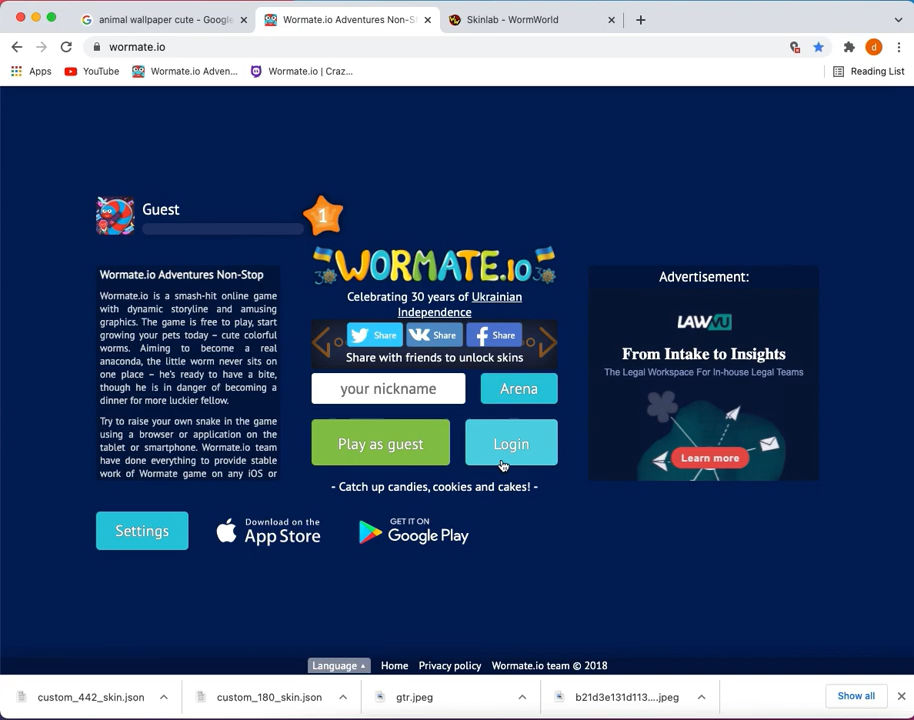 animal wallpaper cute - Google
Wormate.io Adventures Non-S
Skinlab - WormWorld
wormate.io
d
Apps
YouTube
Wormate.io Adven...
Wormate.io | Craz...
Reading List
Guest
1
WORMATE.io
30
30
Celebrating 30 years of Ukrainian
Independence
Share
Share
Share
Share with friends to unlock skins
your nickname
Arena
Play as guest
Login
- Catch up candies, cookies and cakes! -
Wormate.io Adventures Non-Stop
Wormate.io is a smash-hit online game
with dynamic storyline and amusing
graphics. The game is free to play, start
growing your pets today – cute colorful
worms. Aiming to become a real
anaconda, the little worm never sits on
one place – he's ready to have a bite,
though he is in danger of becoming a
dinner for more luckier fellow.
Try to raise your own snake in the game
using a browser or application on the
tablet or smartphone. Wormate.io team
have done everything to provide stable
work of Wormate game on any iOS or
Advertisement:
LAWVU
From Intake to Insights
The Legal Workspace For In-house Legal Teams
Learn more
Settings
Download on the
App Store
GET IT ON
Google Play
Language
Home
Privacy policy
Wormate.io team © 2018
custom_442_skin.json
custom_180_skin.json
gtr.jpeg
b21d3e131d113....jpeg
Show all